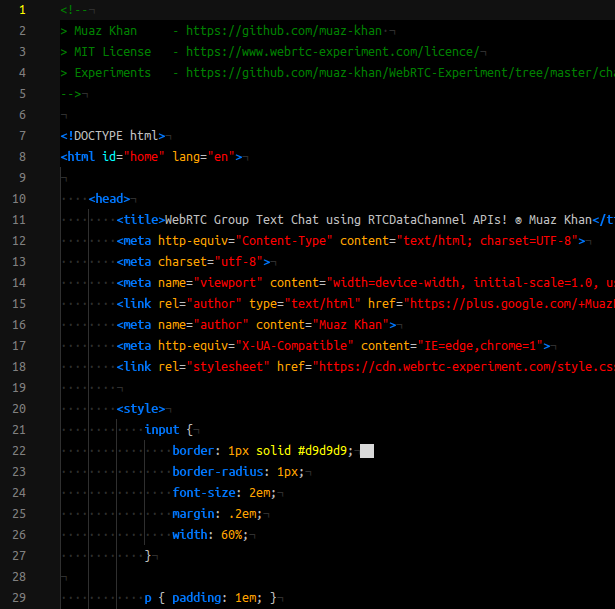 1 <!--
2 > Muaz Khan     - https://github.com/muaz-khan
3 > MIT License   - https://www.webrtc-experiment.com/licence/
4 > Experiments   - https://github.com/muaz-khan/WebRTC-Experiment/tree/master/cha
5 -->
6
7 <!DOCTYPE html>
8 <html id="home" lang="en">
9
10     <head>
11         <title>WebRTC Group Text Chat using RTCDataChannel APIs! ® Muaz Khan</t
12         <meta http-equiv="Content-Type" content="text/html; charset=UTF-8">
13         <meta charset="utf-8">
14         <meta name="viewport" content="width=device-width, initial-scale=1.0, us
15         <link rel="author" type="text/html" href="https://plus.google.com/+Muazk
16         <meta name="author" content="Muaz Khan">
17         <meta http-equiv="X-UA-Compatible" content="IE=edge,chrome=1">
18         <link rel="stylesheet" href="https://cdn.webrtc-experiment.com/style.css
19
20         <style>
21             input {
22                 border: 1px solid #d9d9d9;
23                 border-radius: 1px;
24                 font-size: 2em;
25                 margin: .2em;
26                 width: 60%;
27             }
28
29             p { padding: 1em; }